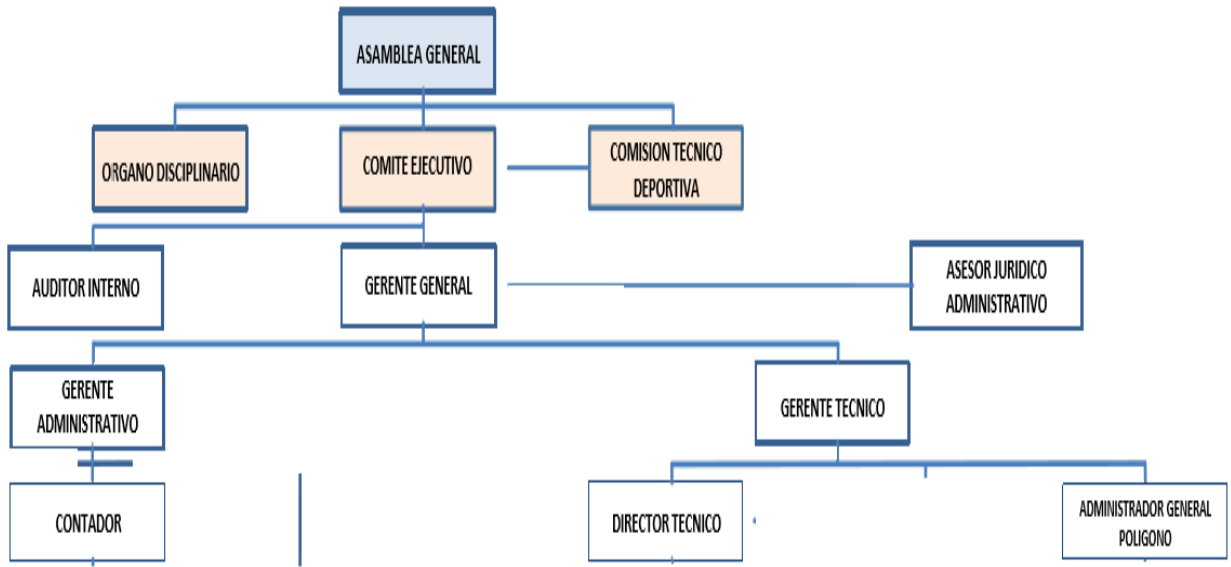 ASAMBLEA GENERAL
ORGANO DISCIPLINARIO
COMITE EJECUTIVO
COMISION TECNICO
DEPORTIVA
AUDITOR INTERNO
GERENTE GENERAL
ASESOR JURIDICO
ADMINISTRATIVO
GERENTE
ADMINISTRATIVO
GERENTE TECNICO
CONTADOR
DIRECTOR TECNICO
ADMINISTRADOR GENERAL
POLIGONO